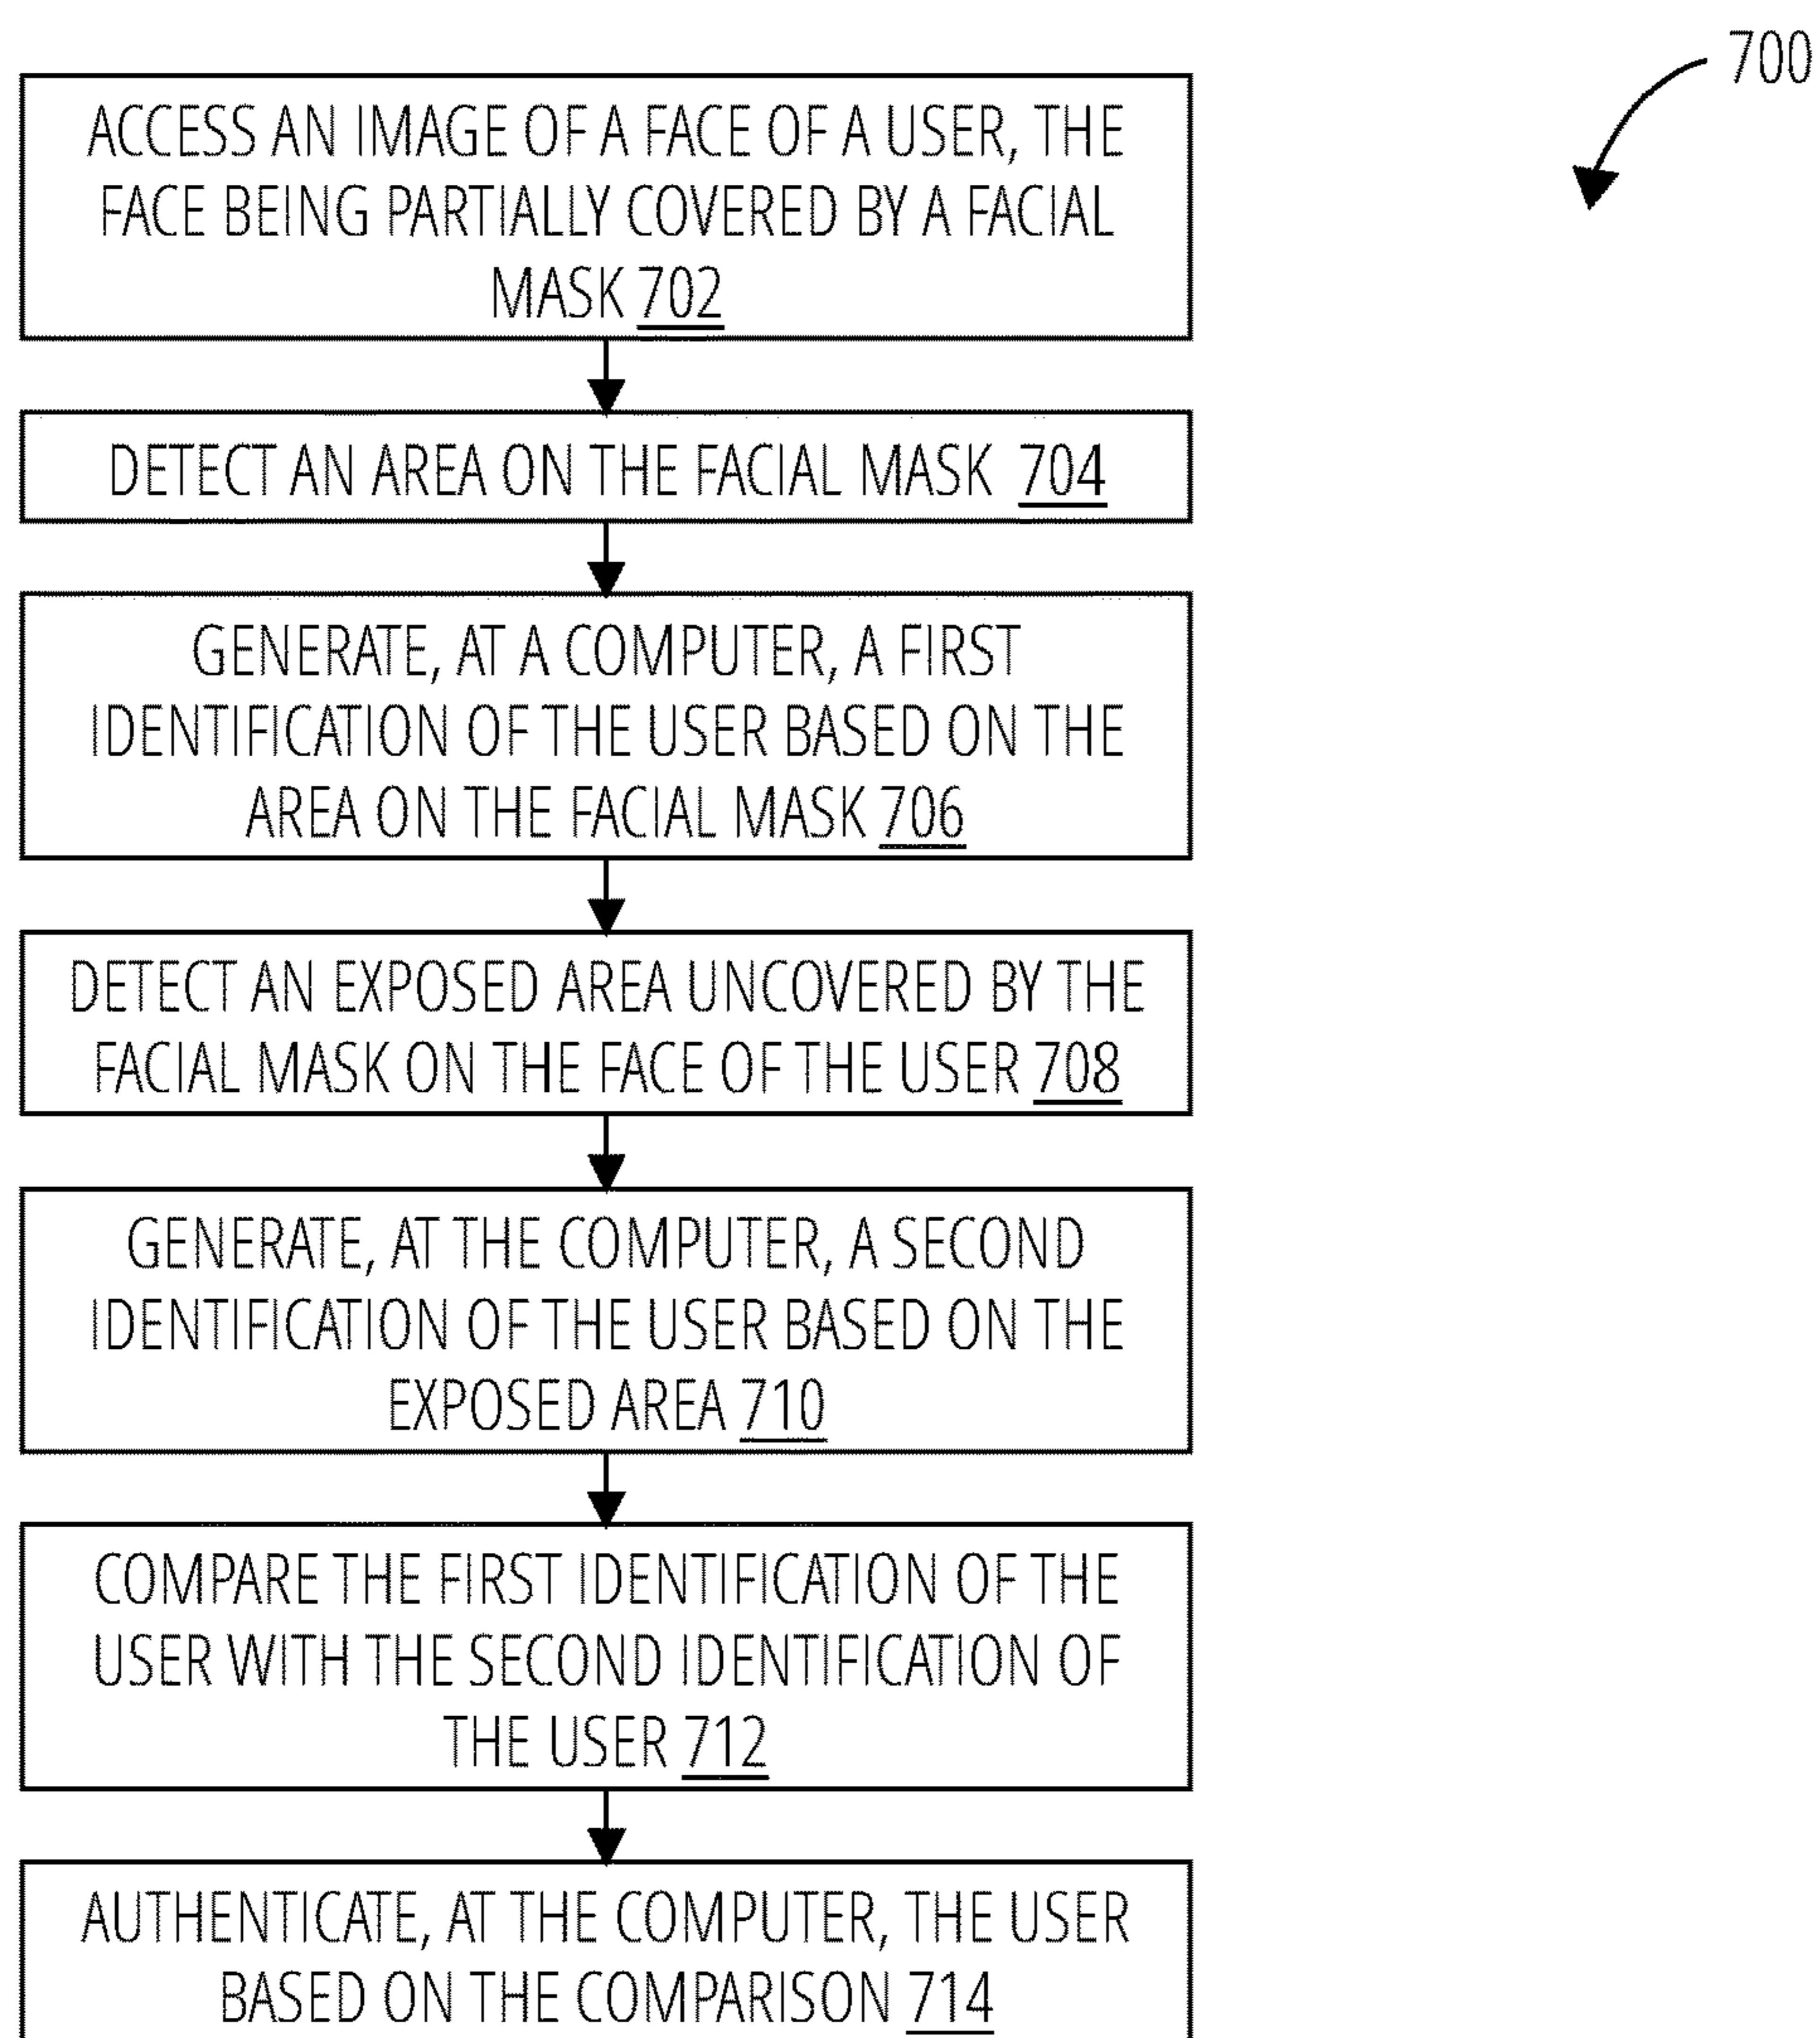 700
ACCESS AN IMAGE OF A FACE OF A USER, THE
FACE BEING PARTIALLY COVERED BY A FACIAL
MASK 702
DETECT AN AREA ON THE FACIAL MASK 704
GENERATE, AT A COMPUTER, A FIRST
IDENTIFICATION OF THE USER BASED ON THE
AREA ON THE FACIAL MASK 706
DETECT AN EXPOSED AREA UNCOVERED BY THE
FACIAL MASK ON THE FACE OF THE USER 708
GENERATE, AT THE COMPUTER, A SECOND
IDENTIFICATION OF THE USER BASED ON THE
EXPOSED AREA 710
COMPARE THE FIRST IDENTIFICATION OF THE
USER WITH THE SECOND IDENTIFICATION OF
THE USER 712
AUTHENTICATE, AT THE COMPUTER, THE USER
BASED ON THE COMPARISON 714